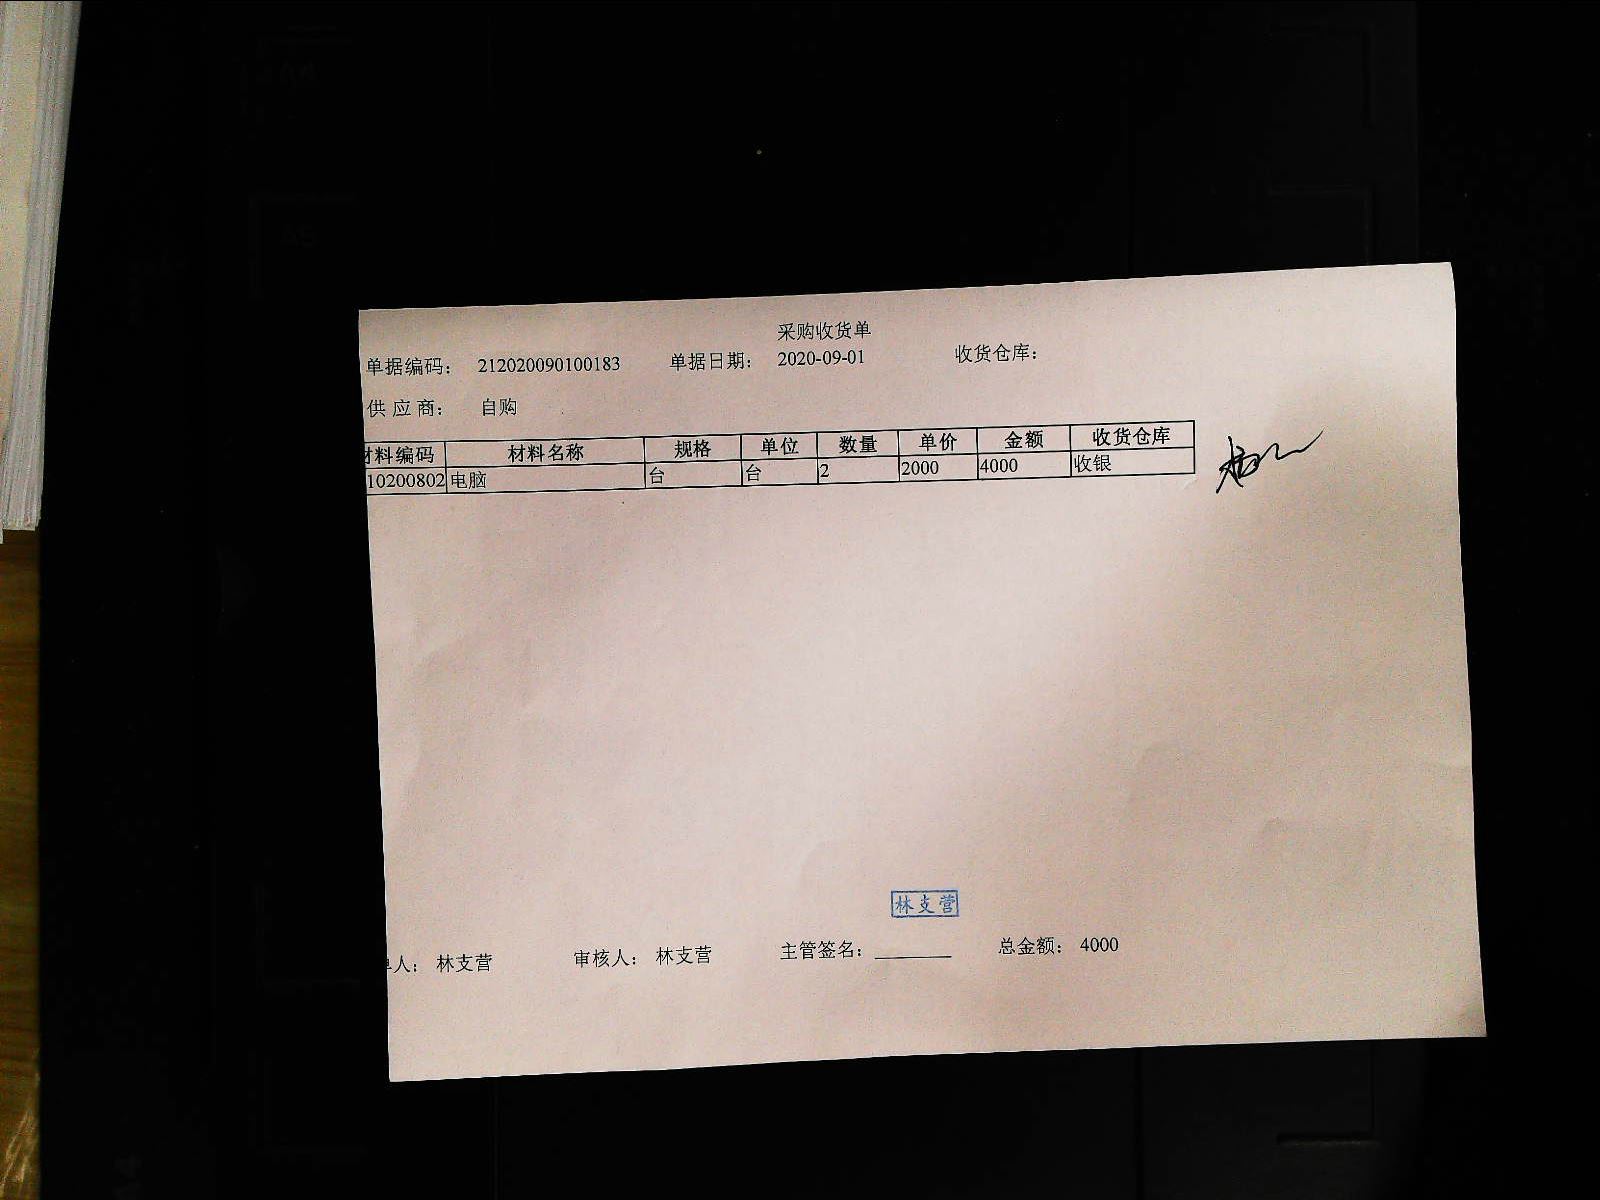 采购收货单
单据编码： 212020090100183 单据日期： 2020-09-01 收货仓库：
供 应 商： 自购
材料编码 材料名称 规格 单位 数量 单价 金额 收货仓库
10200802 电脑 台 台 2 2000 4000 收银
林支营
单人： 林支营 审核人： 林支营 主管签名： 总金额： 4000